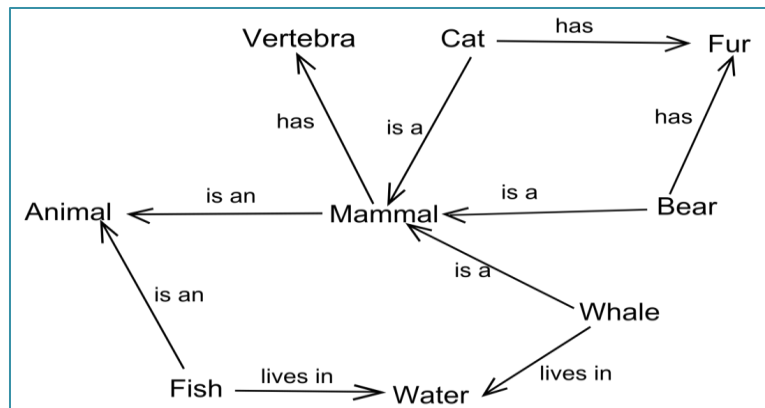 has
Vertebra
Cat
Fur
has
is a
has
is an
is a
Animal
Mammal
Bear
is a
is an
Whale
lives in
lives in
Fish
Water